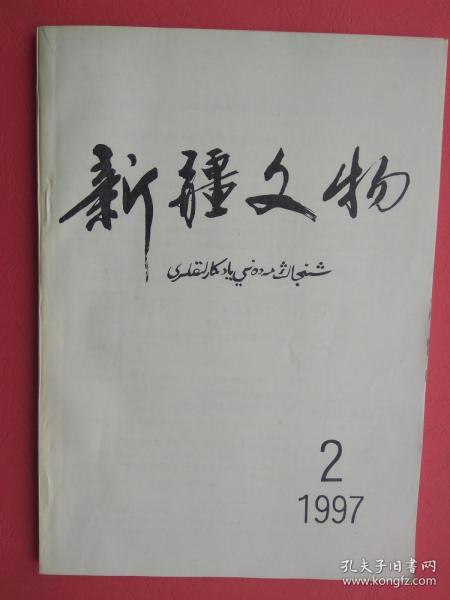 新疆文物
شىنجاڭ مەدەنىي يادىكارلىقلىرى
2
1997
孔夫子旧书网
www.kongfz.com